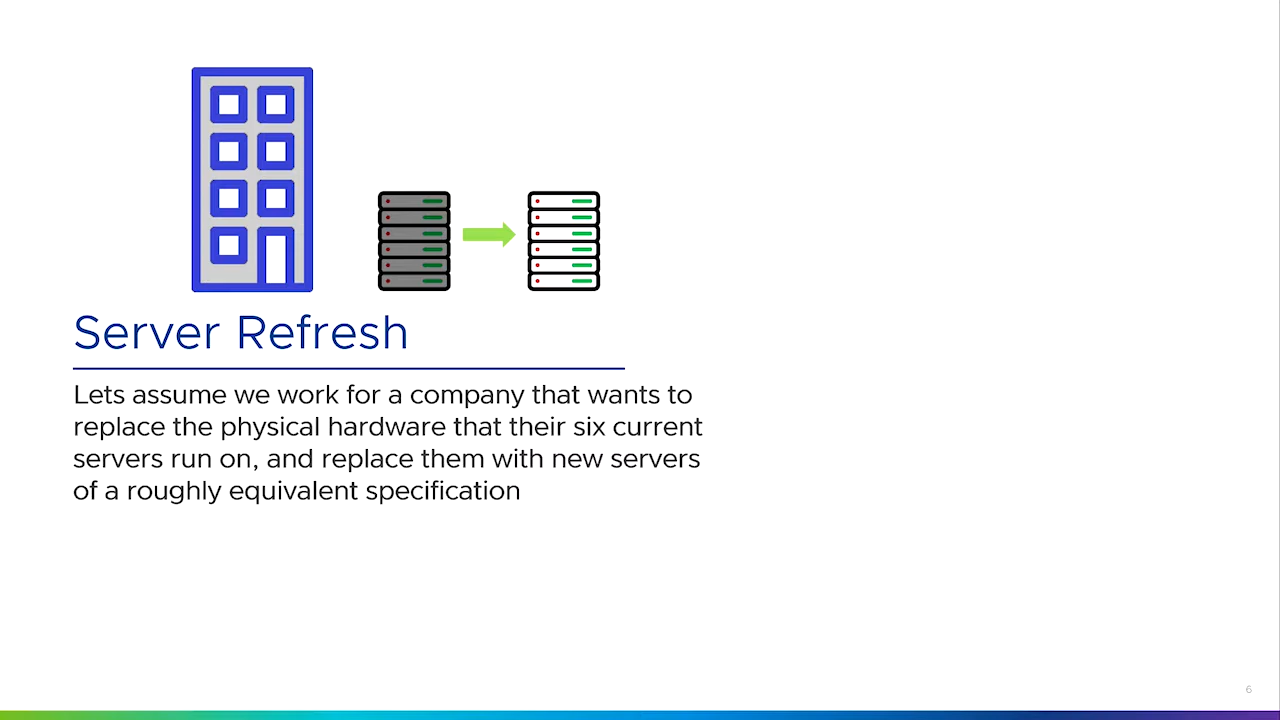 Server Refresh
Lets assume we work for a company that wants to
replace the physical hardware that their six current
servers run on, and replace them with new servers
of a roughly equivalent specification
6